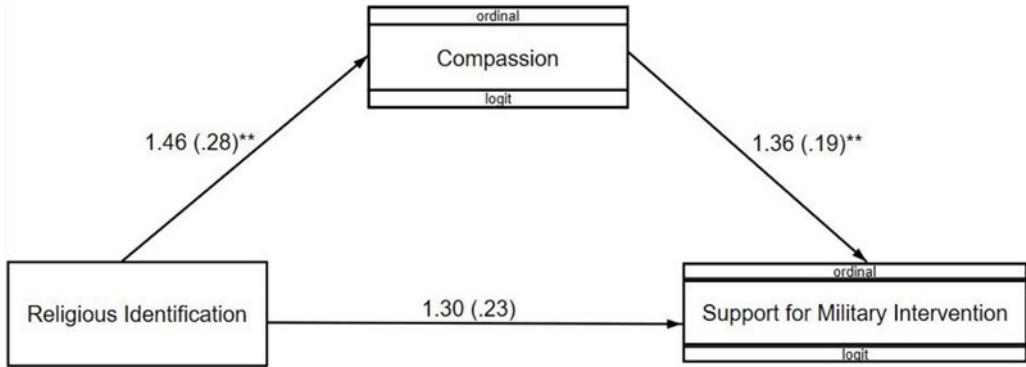 ordinal
Compassion
logit
1.46 (.28)**
1.36 (.19)**
ordinal
Religious Identification
1.30 (.23)
Support for Military Intervention
logit